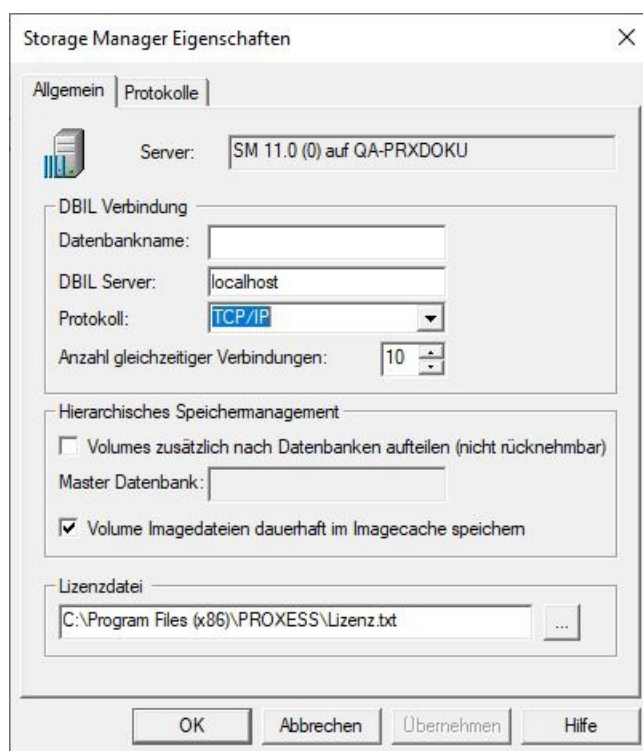 Storage Manager Eigenschaften
Allgemein Protokolle
Server: SM 11.0 (0) auf QA-PRXDOKU
DBIL Verbindung
Datenbankname:
DBIL Server: localhost
Protokoll: TCP/IP
Anzahl gleichzeitiger Verbindungen: 10
Hierarchisches Speichermanagement
Volumes zusätzlich nach Datenbanken aufteilen (nicht rücknehmbar)
Master Datenbank:
Volume Imagedateien dauerhaft im Imagecache speichern
Lizenzdatei
C:\Program Files (x86)\PROXESS\Lizenz.txt ...
OK Abbrechen Übernehmen Hilfe